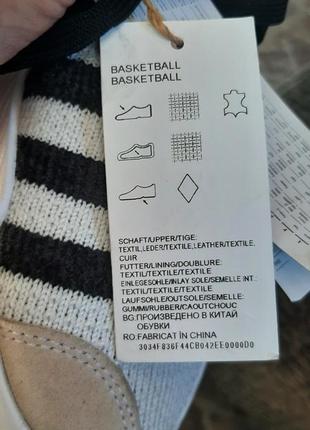 BASKETBALL
BASKETBALL
SCHAFT/UPPER/TIGE:
TEXTIL,LEDER/TEXTILE,LEATHER/TEXTILE,
CUIR
FUTTER/LINING/DOUBLURE:
TEXTIL/TEXTILE/TEXTILE
EINLEGESOHLE/INLAY SOLE/SEMELLE INT.:
TEXTIL/TEXTILE/TEXTILE
LAUFSOHLE/OUTSOLE/SEMELLE EXT.:
GUMMI/RUBBER/CAOUTCHOUC
BG:ПРОИЗВЕДЕНО В КИТАЙ
ОБУВКИ
RO:FABRICAT ÎN CHINA
3034F836F44CB042EE0000D0